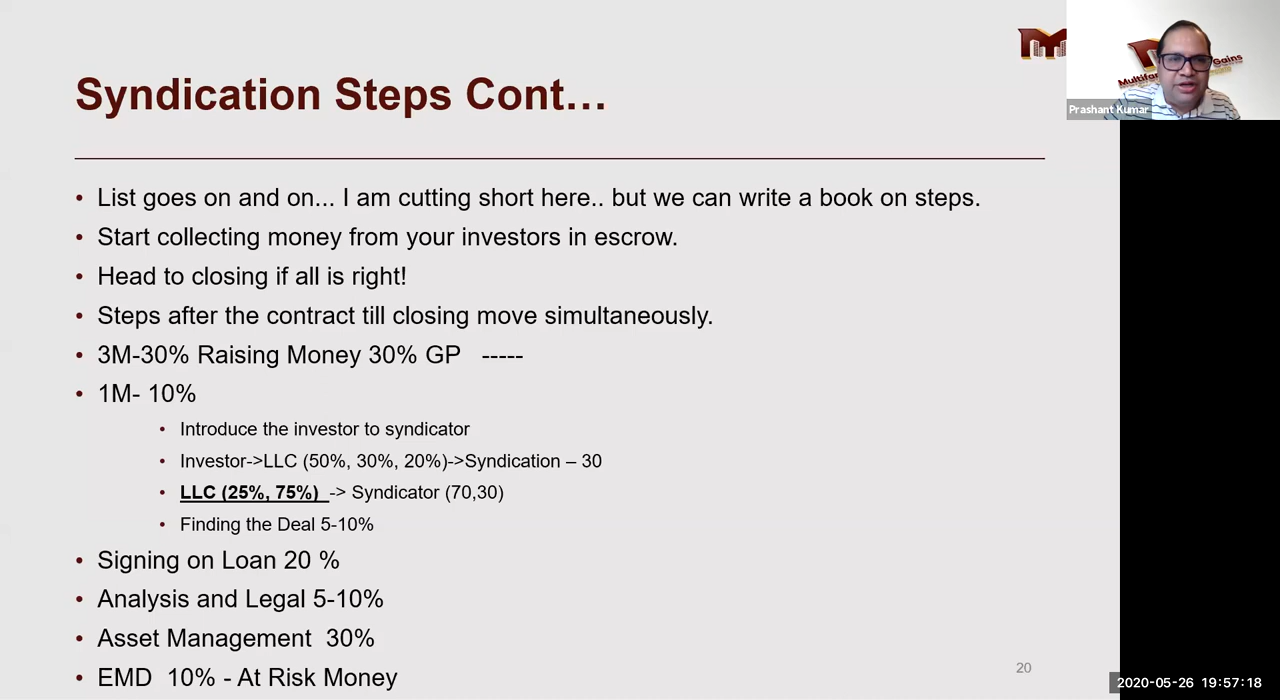 Syndication Steps Cont…
Prashant Kumar
• List goes on and on... I am cutting short here.. but we can write a book on steps.
• Start collecting money from your investors in escrow.
• Head to closing if all is right!
• Steps after the contract till closing move simultaneously.
• 3M-30% Raising Money 30% GP -----
• 1M- 10%
• Introduce the investor to syndicator
• Investor->LLC (50%, 30%, 20%)->Syndication – 30
• LLC (25%, 75%) -> Syndicator (70,30)
• Finding the Deal 5-10%
• Signing on Loan 20 %
• Analysis and Legal 5-10%
• Asset Management 30%
• EMD 10% - At Risk Money
20
2020-05-26 19:57:18